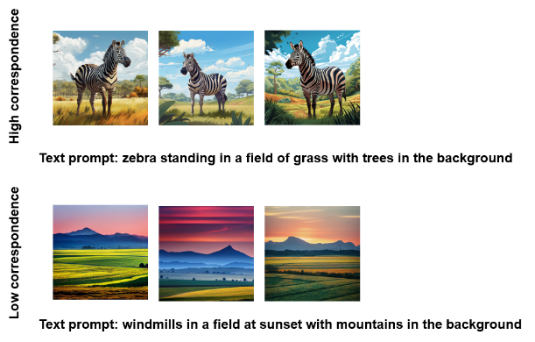 High correspondence
Text prompt: zebra standing in a field of grass with trees in the background
Low correspondence
Text prompt: windmills in a field at sunset with mountains in the background